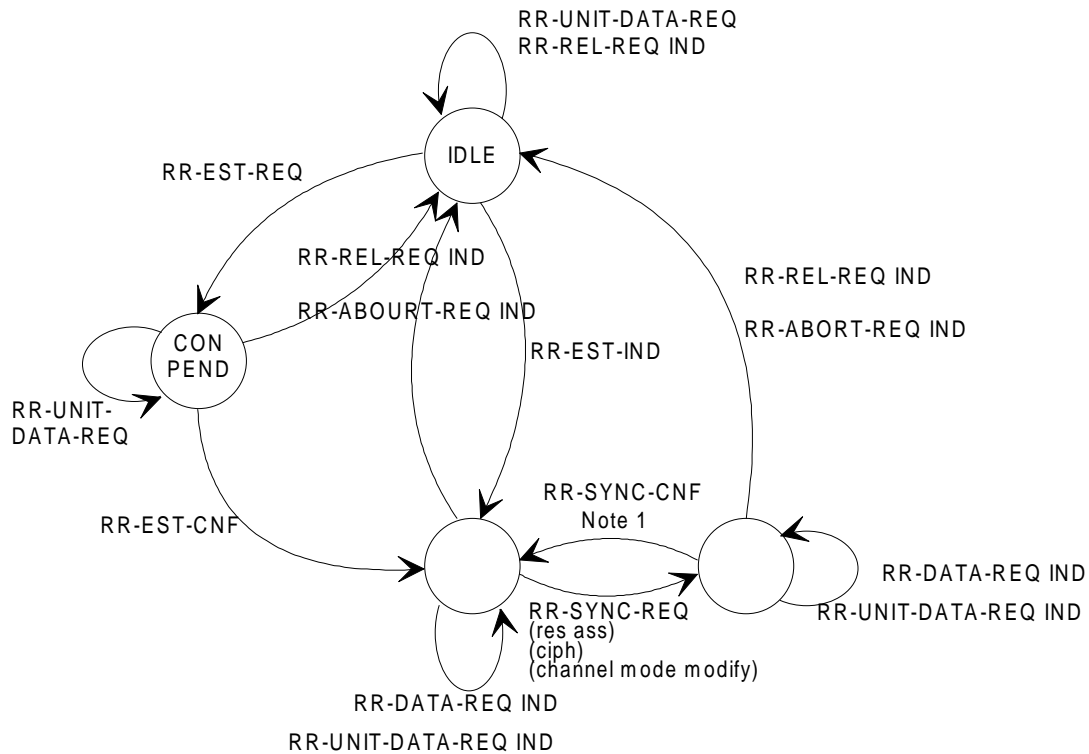 RR-UNIT-DATA-REQ
RR-REL-REQ IND
IDLE
RR-EST-REQ
RR-REL-REQ IND
RR-ABOURT-REQ IND
RR-REL-REQ IND
RR-ABORT-REQ IND
CON
PEND
RR-EST-IND
RR-UNIT-
DATA-REQ
RR-SYNC-CNF
Note 1
RR-EST-CNF
RR-DATA-REQ IND
RR-UNIT-DATA-REQ IND
RR-SYNC-REQ
(res ass)
(ciph)
(channel mode modify)
RR-DATA-REQ IND
RR-UNIT-DATA-REQ IND